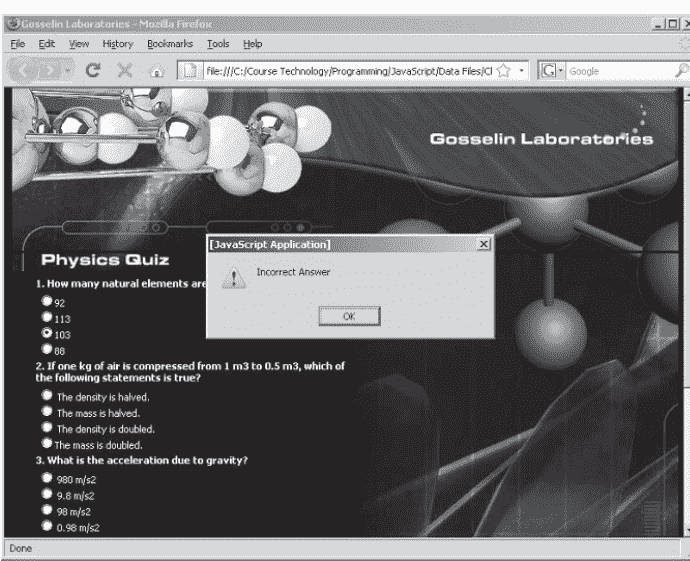 Gosselin Laboratories - Mozilla Firefox
File Edit View History Bookmarks Tools Help
file:///C:/Course Technology/Programming/JavaScript/Data Files/Cl
G Google
Gosselin Laboratories
[JavaScript Application]
Incorrect Answer
OK
Physics Quiz
1. How many natural elements are
92
113
103
88
2. If one kg of air is compressed from 1 m3 to 0.5 m3, which of
the following statements is true?
The density is halved.
The mass is halved.
The density is doubled.
The mass is doubled.
3. What is the acceleration due to gravity?
980 m/s2
9.8 m/s2
98 m/s2
0.98 m/s2
Done